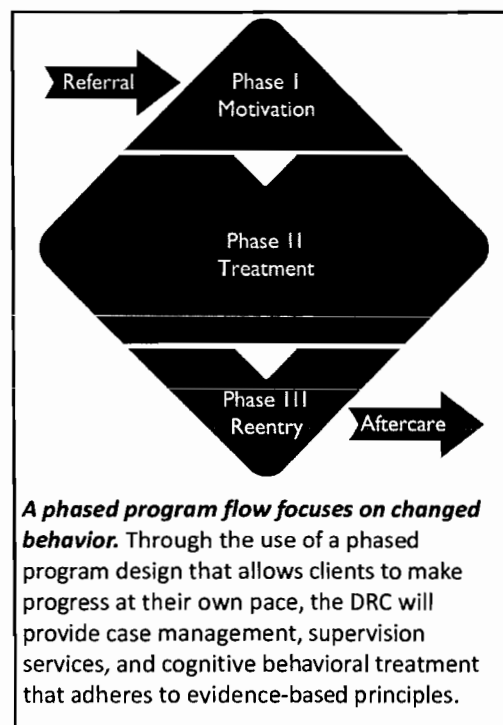 Referral
Phase I
Motivation
Phase II
Treatment
Phase III
Reentry
Aftercare
A phased program flow focuses on changed
behavior. Through the use of a phased
program design that allows clients to make
progress at their own pace, the DRC will
provide case management, supervision
services, and cognitive behavioral treatment
that adheres to evidence-based principles.